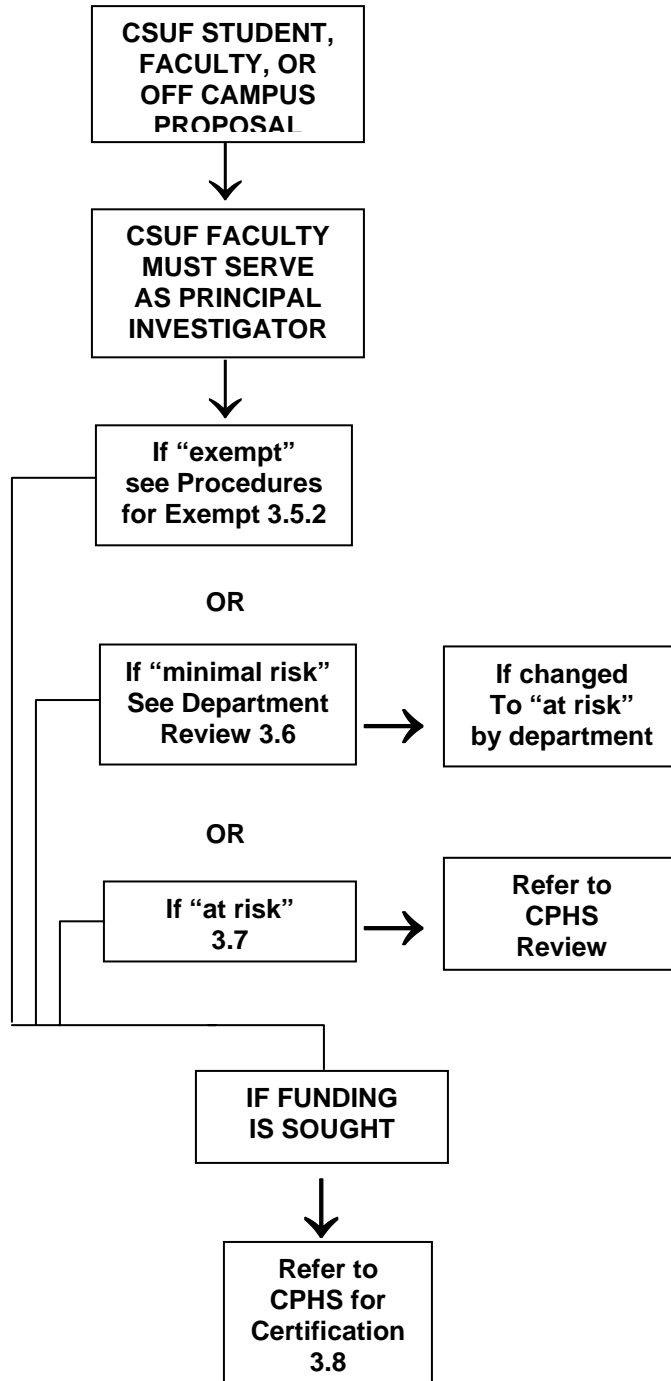 CSUF STUDENT,
FACULTY, OR
OFF CAMPUS
PROPOSAL
CSUF FACULTY
MUST SERVE
AS PRINCIPAL
INVESTIGATOR
If “exempt”
see Procedures
for Exempt 3.5.2
OR
If “minimal risk”
See Department
Review 3.6
If changed
To “at risk”
by department
OR
If “at risk”
3.7
Refer to
CPHS
Review
IF FUNDING
IS SOUGHT
Refer to
CPHS for
Certification
3.8